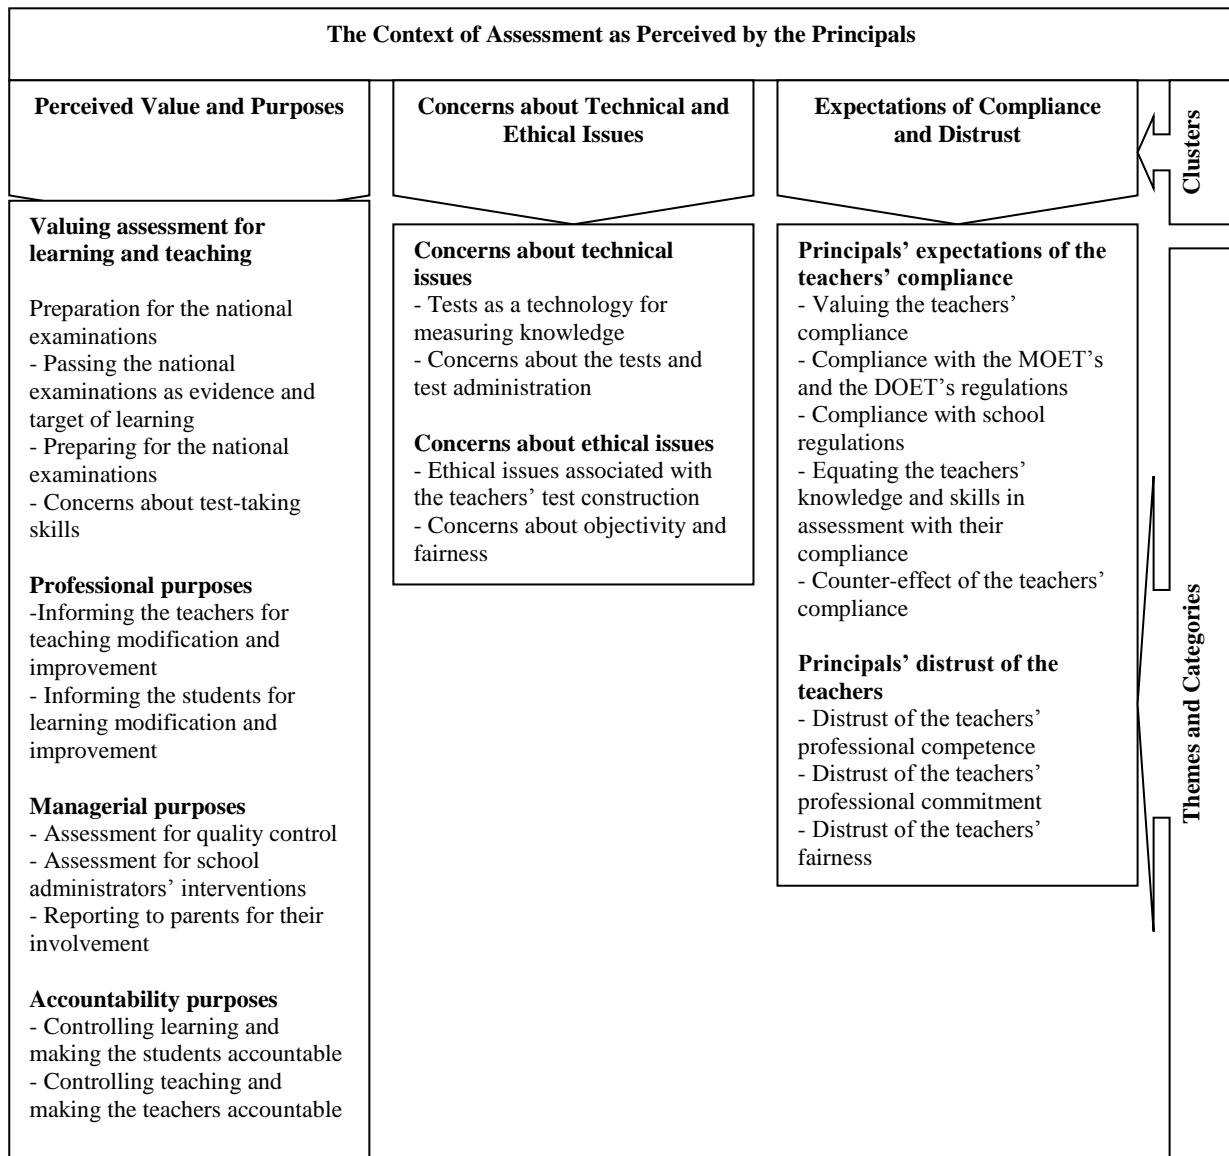 The Context of Assessment as Perceived by the Principals
Perceived Value and Purposes
Valuing assessment for
learning and teaching
Preparation for the national
examinations
- Passing the national
examinations as evidence and
target of learning
- Preparing for the national
examinations
- Concerns about test-taking
skills
Professional purposes
-Informing the teachers for
teaching modification and
improvement
- Informing the students for
learning modification and
improvement
Managerial purposes
- Assessment for quality control
- Assessment for school
administrators’ interventions
- Reporting to parents for their
involvement
Accountability purposes
- Controlling learning and
making the students accountable
- Controlling teaching and
making the teachers accountable
Concerns about Technical and
Ethical Issues
Concerns about technical
issues
- Tests as a technology for
measuring knowledge
- Concerns about the tests and
test administration
Concerns about ethical issues
- Ethical issues associated with
the teachers’ test construction
- Concerns about objectivity and
fairness
Expectations of Compliance
and Distrust
Principals’ expectations of the
teachers’ compliance
- Valuing the teachers’
compliance
- Compliance with the MOET’s
and the DOET’s regulations
- Compliance with school
regulations
- Equating the teachers’
knowledge and skills in
assessment with their
compliance
- Counter-effect of the teachers’
compliance
Principals’ distrust of the
teachers
- Distrust of the teachers’
professional competence
- Distrust of the teachers’
professional commitment
- Distrust of the teachers’
fairness
Clusters
Themes and Categories